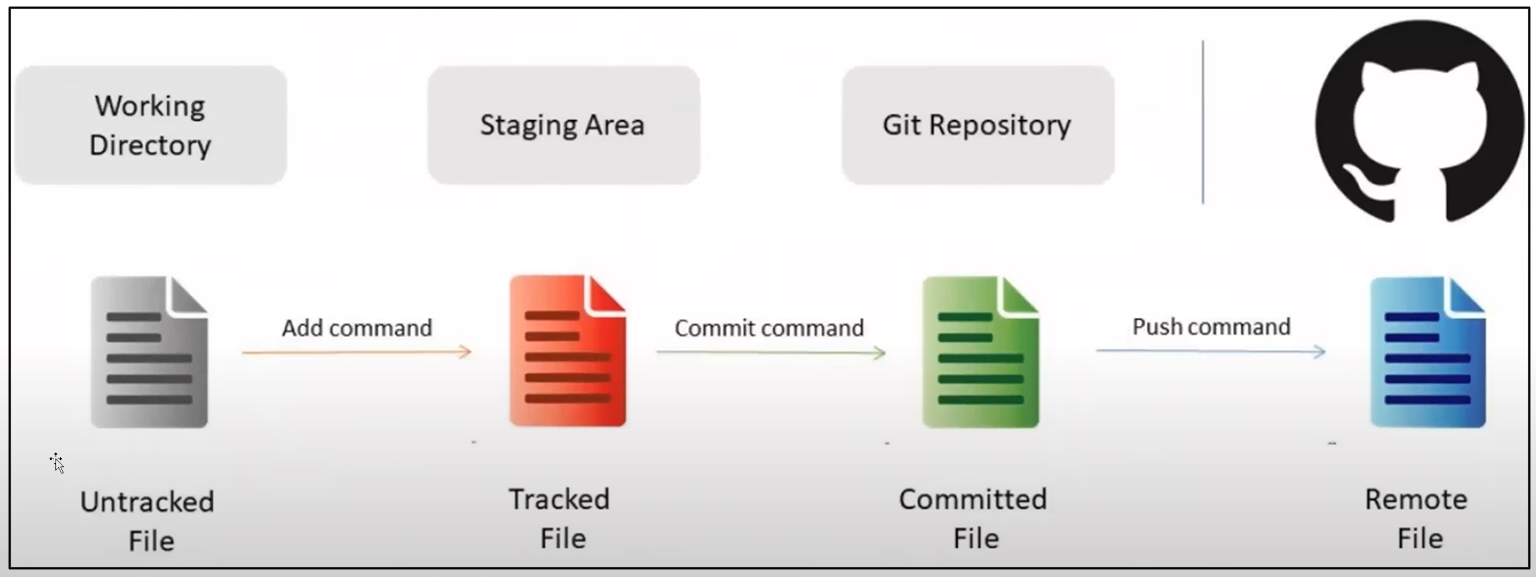 Working
Directory
Staging Area
Git Repository
Add command
Commit command
Push command
Untracked
File
Tracked
File
Committed
File
Remote
File